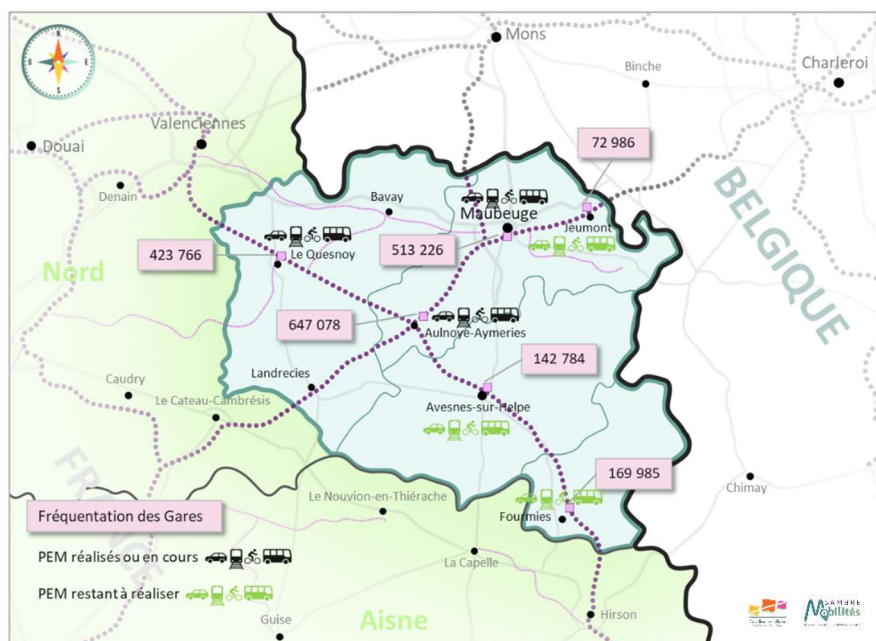 Mons
Binche
Charleroi
Valenciennes
Douai
72 986
Denain
Bavay
Maubeuge
Jeumont
BELGIQUE
423 766
Le Quesnoy
513 226
Nord
647 078
Aulnoye-Aymeries
142 784
Landrecies
Caudry
Le Cateau-Cambrésis
Avesnes-sur-Helpe
FRANCE
169 985
Chimay
Le Nouvion-en-Thiérache
Fourmies
Fréquentation des Gares
PEM réalisés ou en cours
La Capelle
PEM restant à réaliser
Guise
Aisne
Hirson
SAMBRE
Mobilités